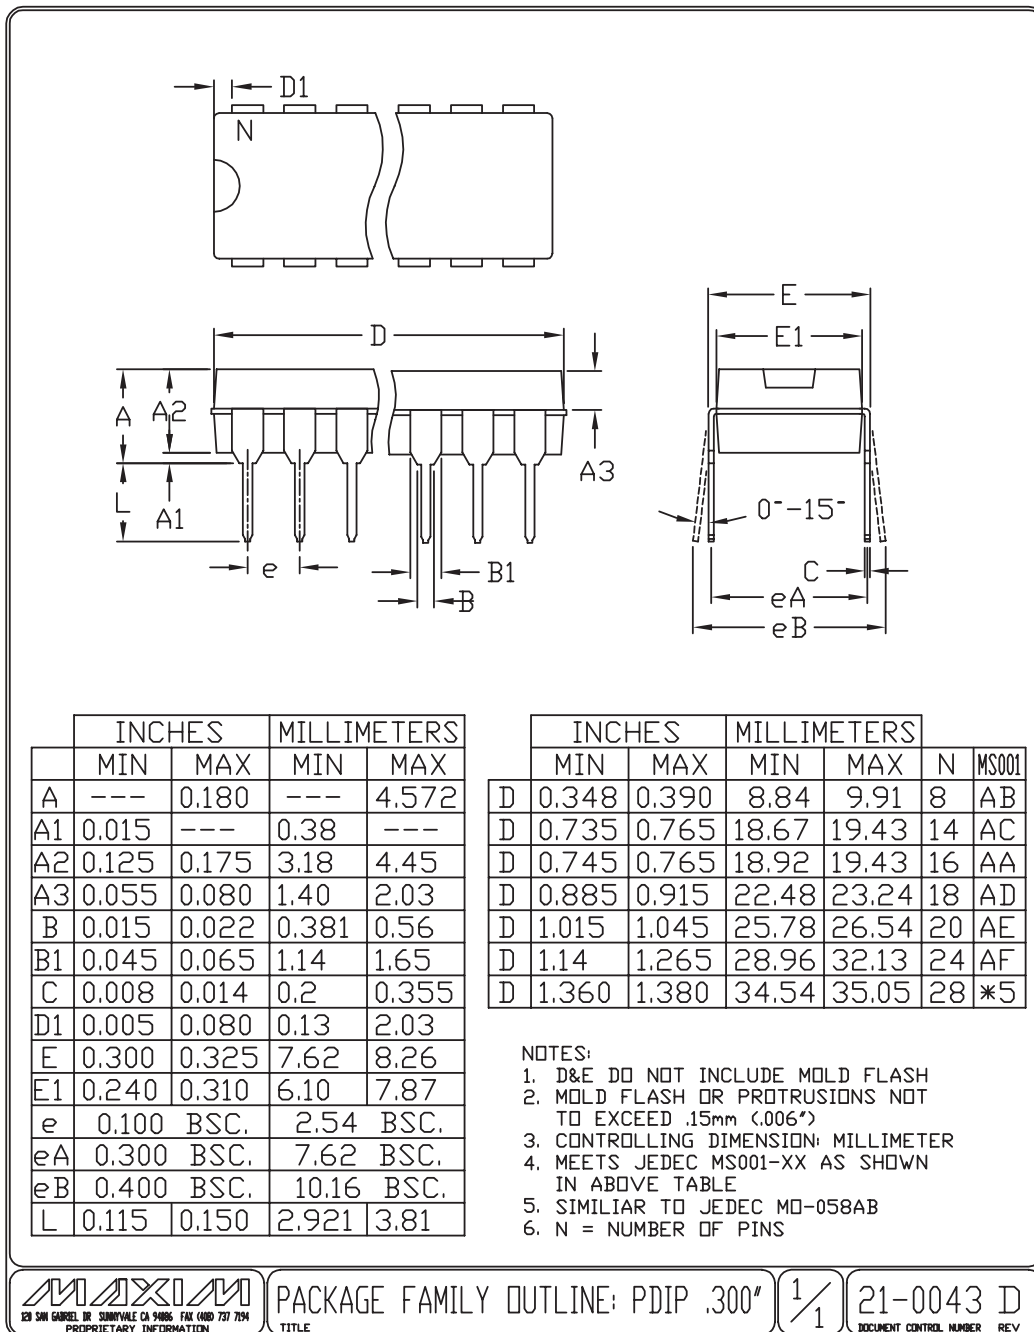 D1
N
D
E
E1
A
A2
A3
L
A1
0°-15°
e
B1
B
C
eA
eB
INCHES MILLIMETERS
MIN MAX MIN MAX
A --- 0.180 --- 4.572
A1 0.015 --- 0.38 ---
A2 0.125 0.175 3.18 4.45
A3 0.055 0.080 1.40 2.03
B 0.015 0.022 0.381 0.56
B1 0.045 0.065 1.14 1.65
C 0.008 0.014 0.2 0.355
D1 0.005 0.080 0.13 2.03
E 0.300 0.325 7.62 8.26
E1 0.240 0.310 6.10 7.87
e 0.100 BSC. 2.54 BSC.
eA 0.300 BSC. 7.62 BSC.
eB 0.400 BSC. 10.16 BSC.
L 0.115 0.150 2.921 3.81
INCHES MILLIMETERS
MIN MAX MIN MAX N MS001
D 0.348 0.390 8.84 9.91 8 AB
D 0.735 0.765 18.67 19.43 14 AC
D 0.745 0.765 18.92 19.43 16 AA
D 0.885 0.915 22.48 23.24 18 AD
D 1.015 1.045 25.78 26.54 20 AE
D 1.14 1.265 28.96 32.13 24 AF
D 1.360 1.380 34.54 35.05 28 *5
NOTES:
1. D&E DO NOT INCLUDE MOLD FLASH
2. MOLD FLASH OR PROTRUSIONS NOT
TO EXCEED .15mm (.006")
3. CONTROLLING DIMENSION: MILLIMETER
4. MEETS JEDEC MS001-XX AS SHOWN
IN ABOVE TABLE
5. SIMILIAR TO JEDEC MO-058AB
6. N = NUMBER OF PINS
MAXIM
120 SAN GABRIEL DR SUNNYVALE CA 94086 FAX (408) 737 7194
PROPRIETARY INFORMATION
PACKAGE FAMILY OUTLINE: PDIP .300"
TITLE
1/1
21-0043 D
DOCUMENT CONTROL NUMBER REV